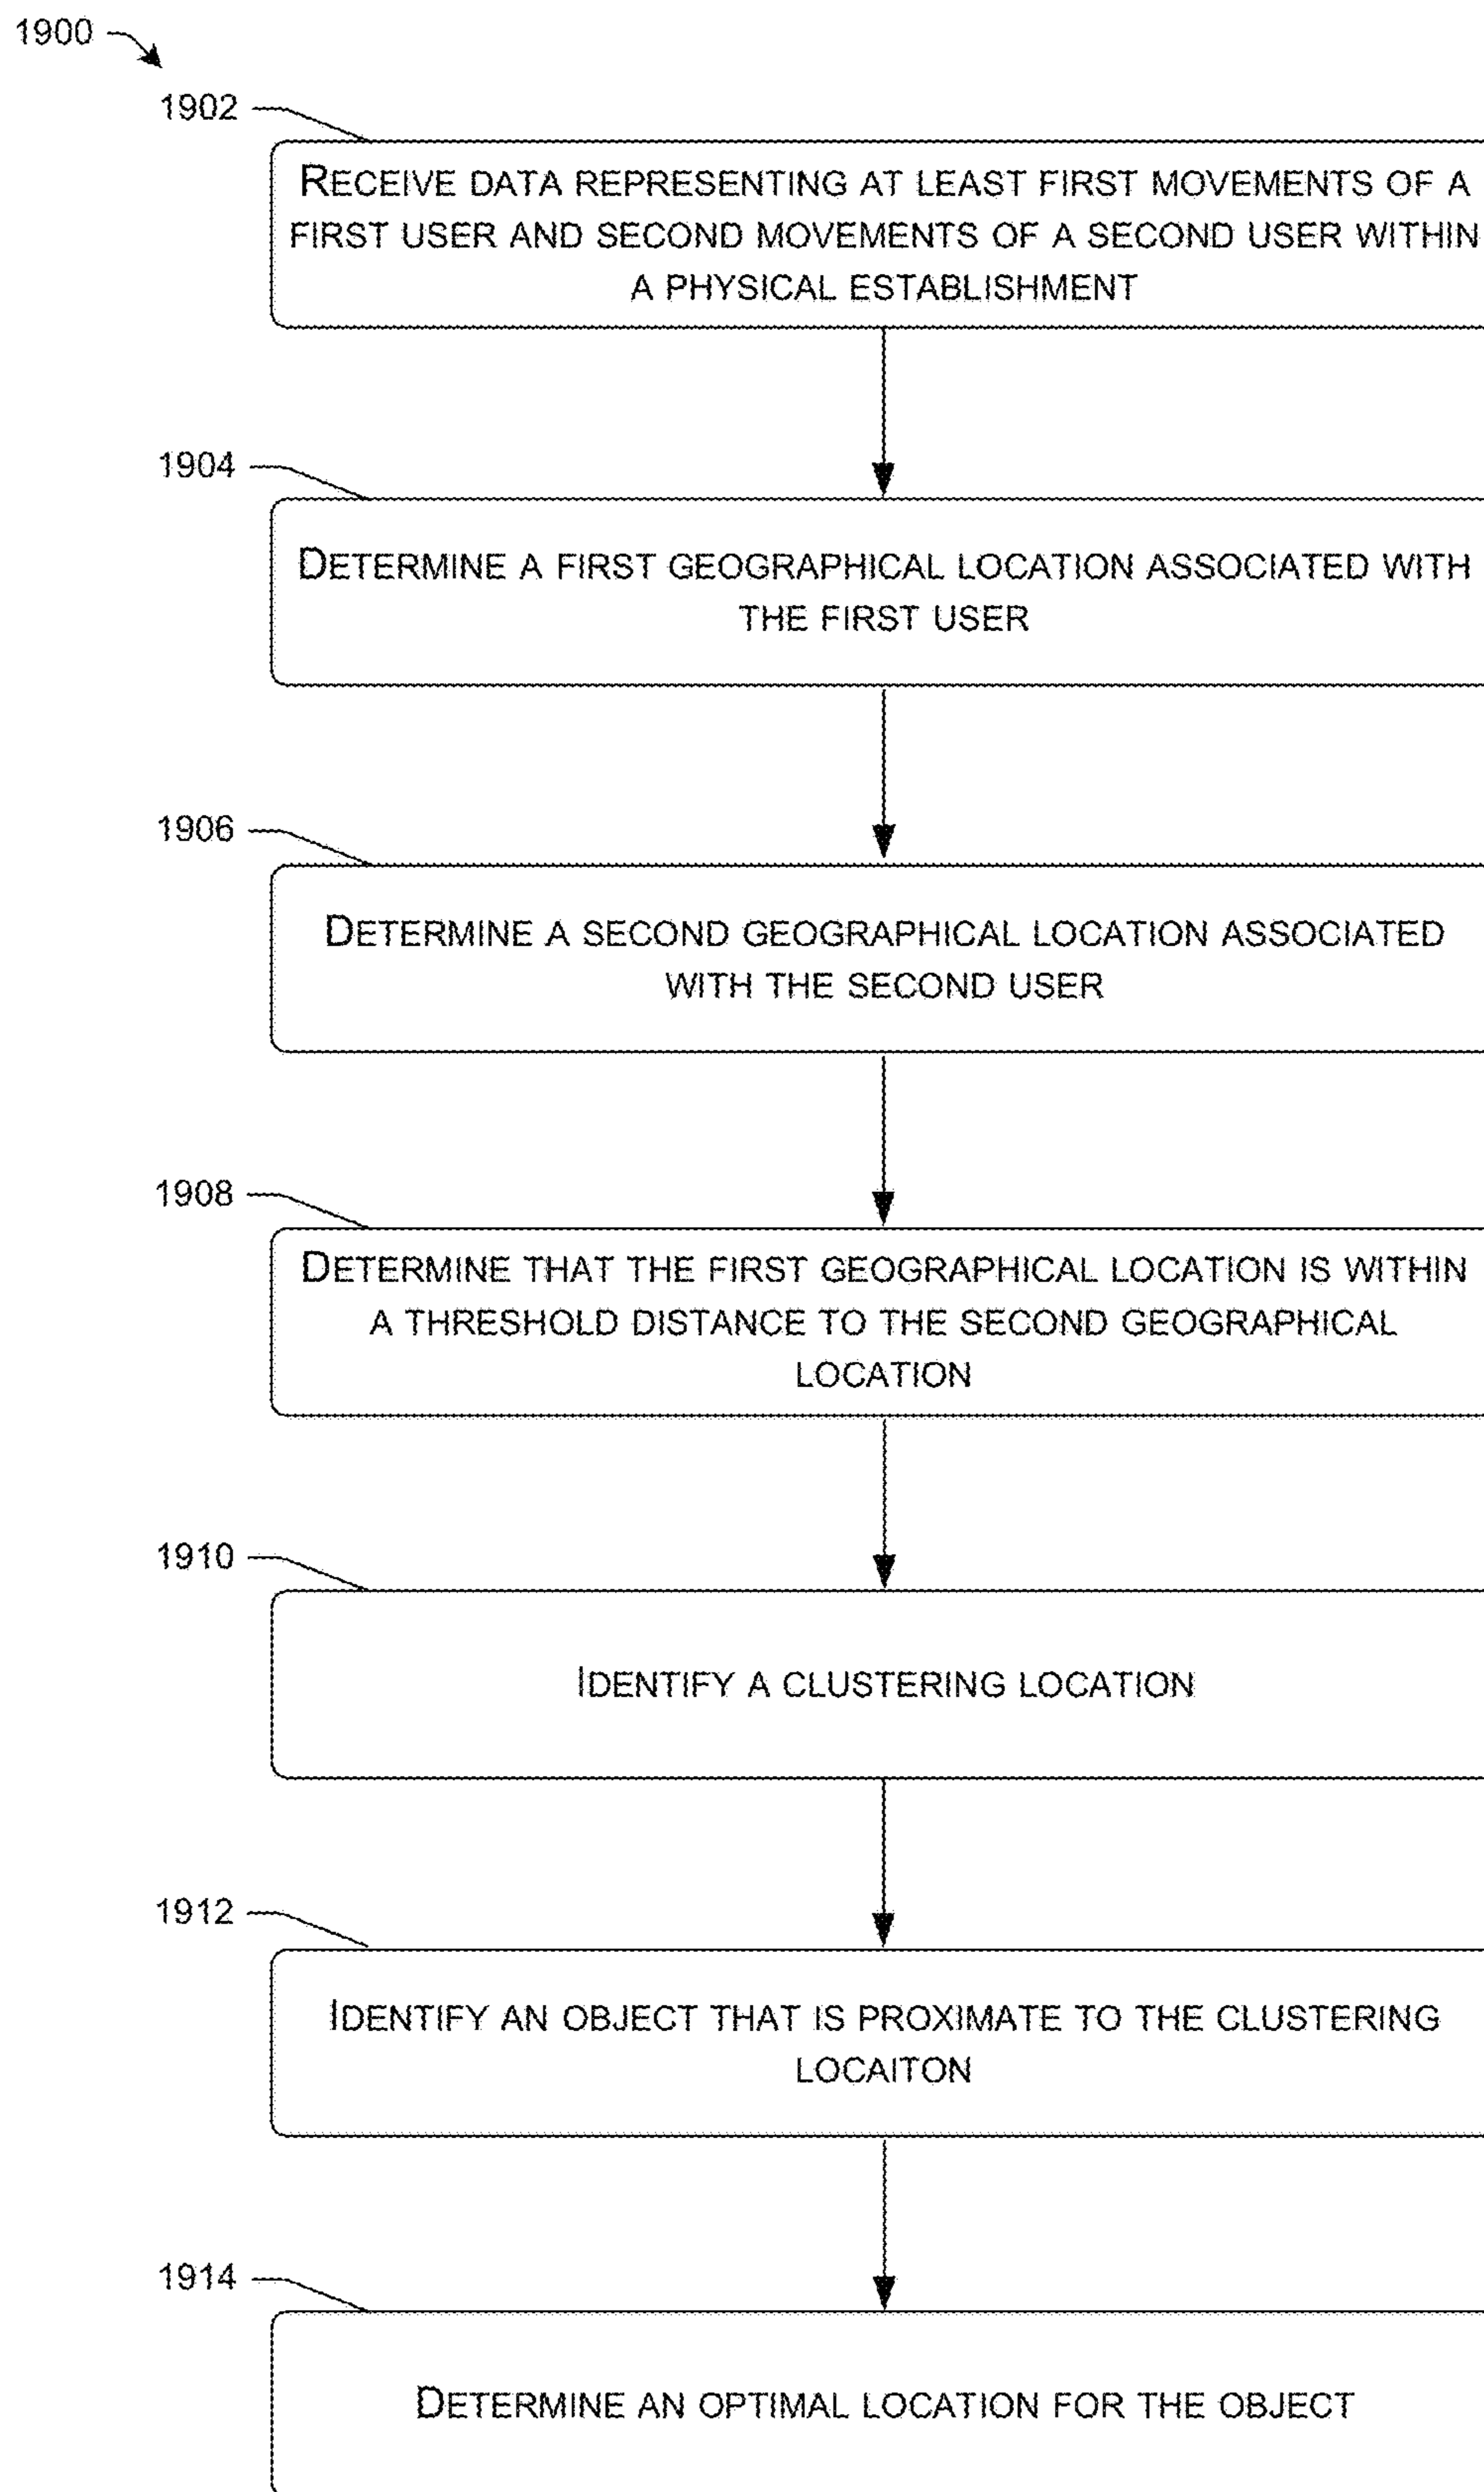 1900
1902
RECEIVE DATA REPRESENTING AT LEAST FIRST MOVEMENTS OF A
FIRST USER AND SECOND MOVEMENTS OF A SECOND USER WITHIN
A PHYSICAL ESTABLISHMENT
1904
DETERMINE A FIRST GEOGRAPHICAL LOCATION ASSOCIATED WITH
THE FIRST USER
1906
DETERMINE A SECOND GEOGRAPHICAL LOCATION ASSOCIATED
WITH THE SECOND USER
1908
DETERMINE THAT THE FIRST GEOGRAPHICAL LOCATION IS WITHIN
A THRESHOLD DISTANCE TO THE SECOND GEOGRAPHICAL
LOCATION
1910
IDENTIFY A CLUSTERING LOCATION
1912
IDENTIFY AN OBJECT THAT IS PROXIMATE TO THE CLUSTERING
LOCAITON
1914
DETERMINE AN OPTIMAL LOCATION FOR THE OBJECT